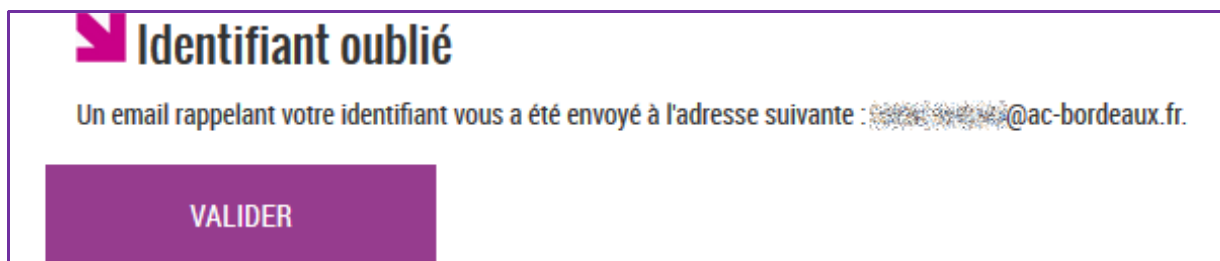 Identifiant oublié
Un email rappelant votre identifiant vous a été envoyé à l'adresse suivante : @ac-bordeaux.fr.
VALIDER